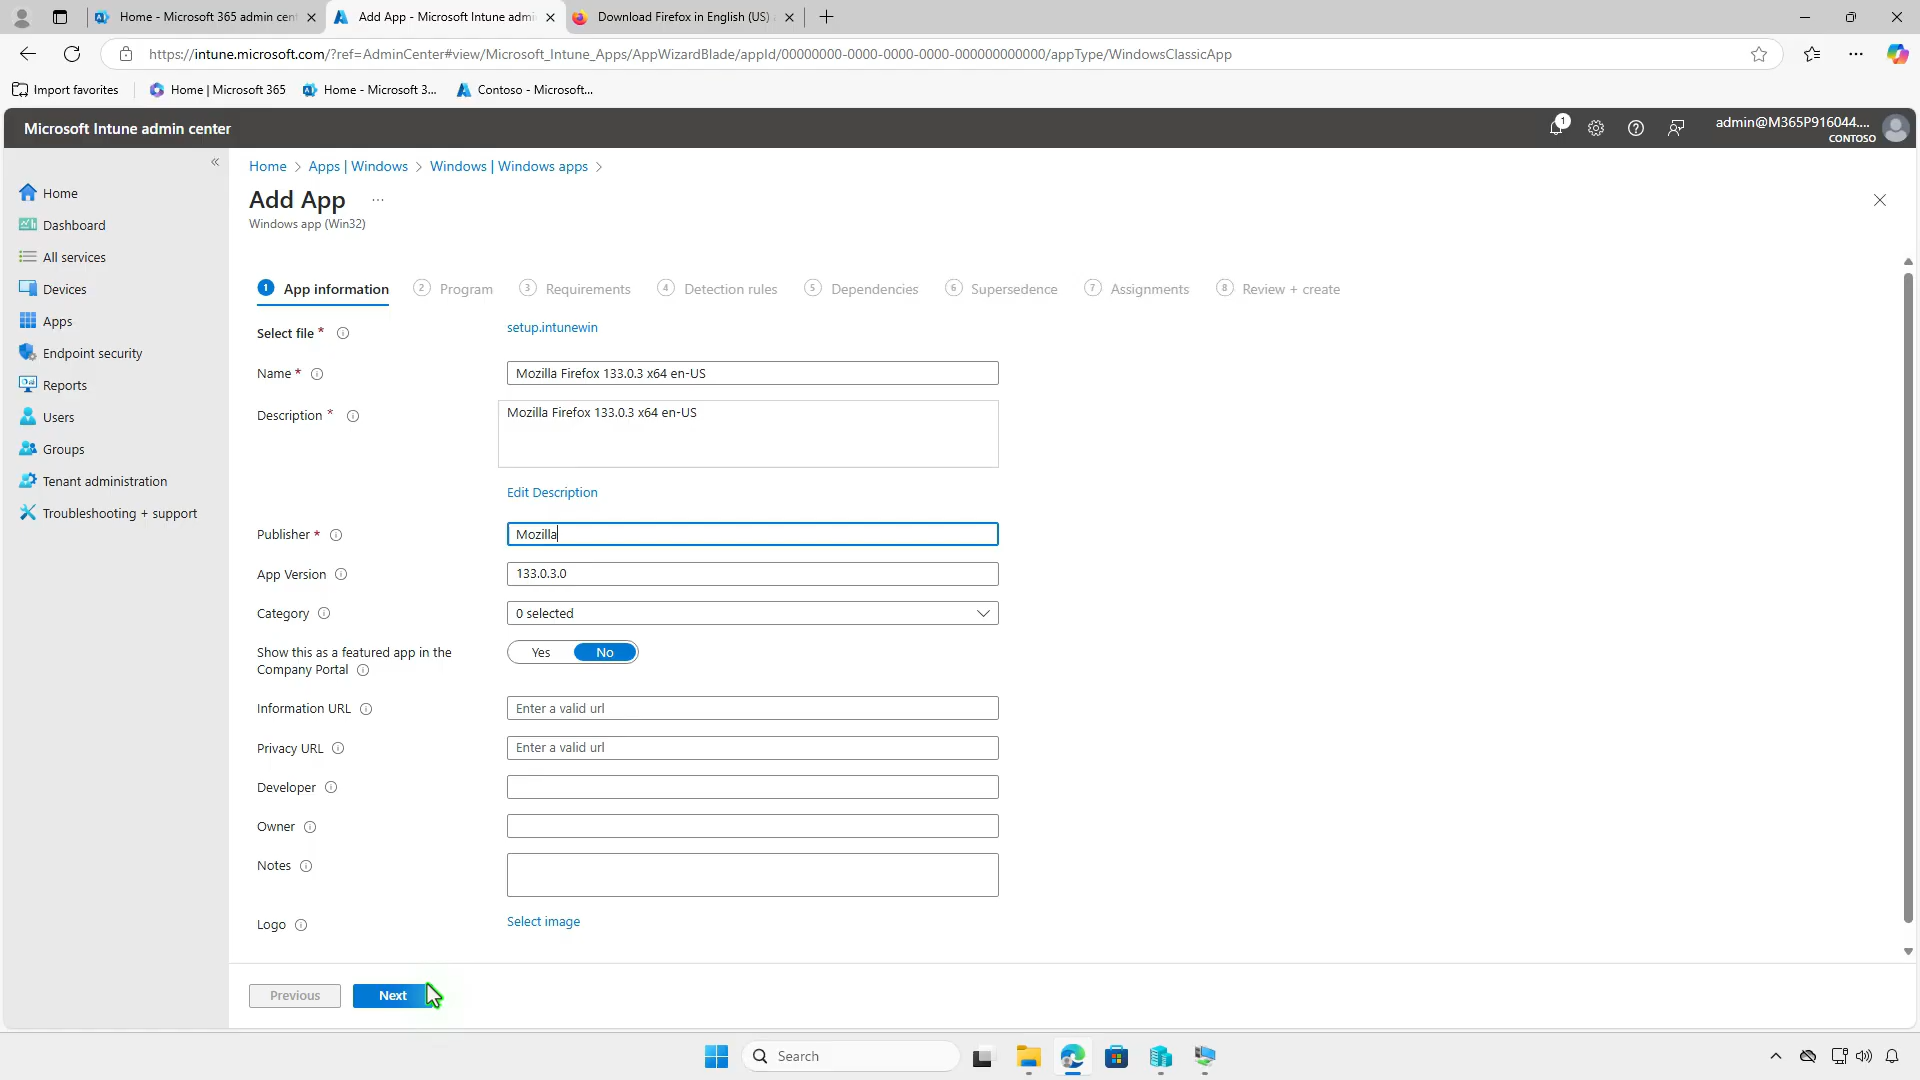 Home - Microsoft 365 admin cen
Add App - Microsoft Intune admi
Download Firefox in English (US)
https://intune.microsoft.com/?ref=AdminCenter#view/Microsoft_Intune_Apps/AppWizardBlade/appId/00000000-0000-0000-0000-000000000000/appType/WindowsClassicApp
Import favorites
Home | Microsoft 365
Home - Microsoft 3...
Contoso - Microsoft...
Microsoft Intune admin center
1
admin@M365P916044....
CONTOSO
Home
Dashboard
All services
Devices
Apps
Endpoint security
Reports
Users
Groups
Tenant administration
Troubleshooting + support
Home > Apps | Windows > Windows | Windows apps >
Add App ...
Windows app (Win32)
1 App information
2 Program
3 Requirements
4 Detection rules
5 Dependencies
6 Supersedence
7 Assignments
8 Review + create
Select file *
setup.intunewin
Name *
Mozilla Firefox 133.0.3 x64 en-US
Description *
Mozilla Firefox 133.0.3 x64 en-US
Edit Description
Publisher *
Mozilla
App Version
133.0.3.0
Category
0 selected
Show this as a featured app in the
Company Portal
Yes
No
Information URL
Enter a valid url
Privacy URL
Enter a valid url
Developer
Owner
Notes
Logo
Select image
Previous
Next
Search